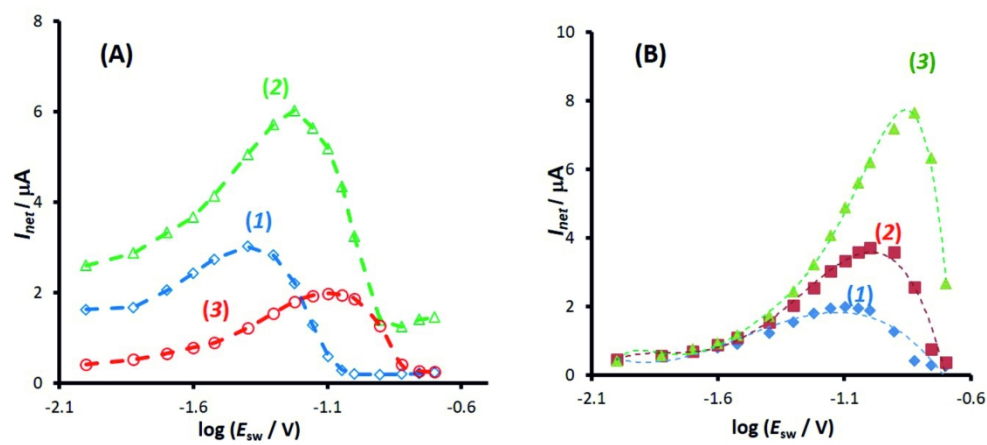 (A)
8
6
4
2
0
I_net / µA
(2)
(1)
(3)
-2.1 -1.6 -1.1 -0.6
log (E_sw / V)
(B)
10
8
6
4
2
0
I_net / µA
(3)
(2)
(1)
-2.1 -1.6 -1.1 -0.6
log (E_sw / V)